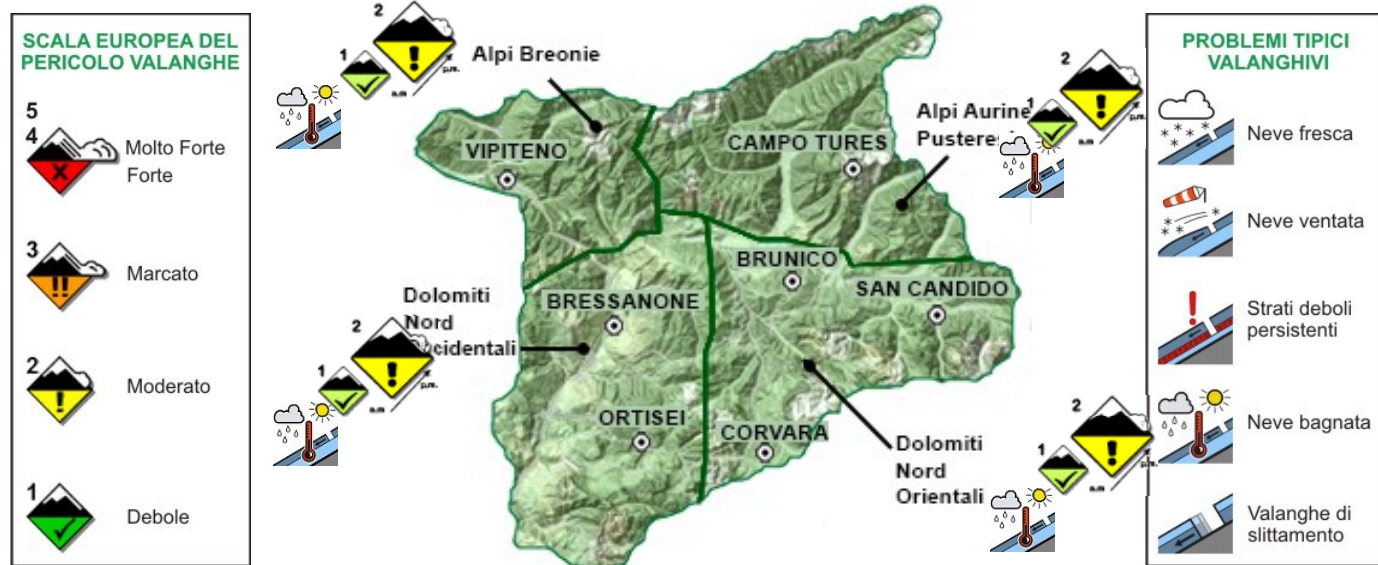 SCALA EUROPEA DEL
PERICOLO VALANGHE
5
4
Molto Forte
Forte
3
Marcato
2
Moderato
1
Debole
2
1
p.m.
a.m
Alpi Breonie
VIPITENO
CAMPO TURES
Alpi Aurine
2
1
p.m.
a.m
BRUNICO
SAN CANDIDO
BRESSANONE
Dolomiti
Nord
Occidentali
2
1
p.m.
a.m
ORTISEI
CORVARA
Dolomiti
Nord
Orientali
2
1
p.m.
a.m
PROBLEMI TIPICI
VALANGHIVI
Neve fresca
Neve ventata
Strati deboli
persistenti
Neve bagnata
Valanghe di
slittamento